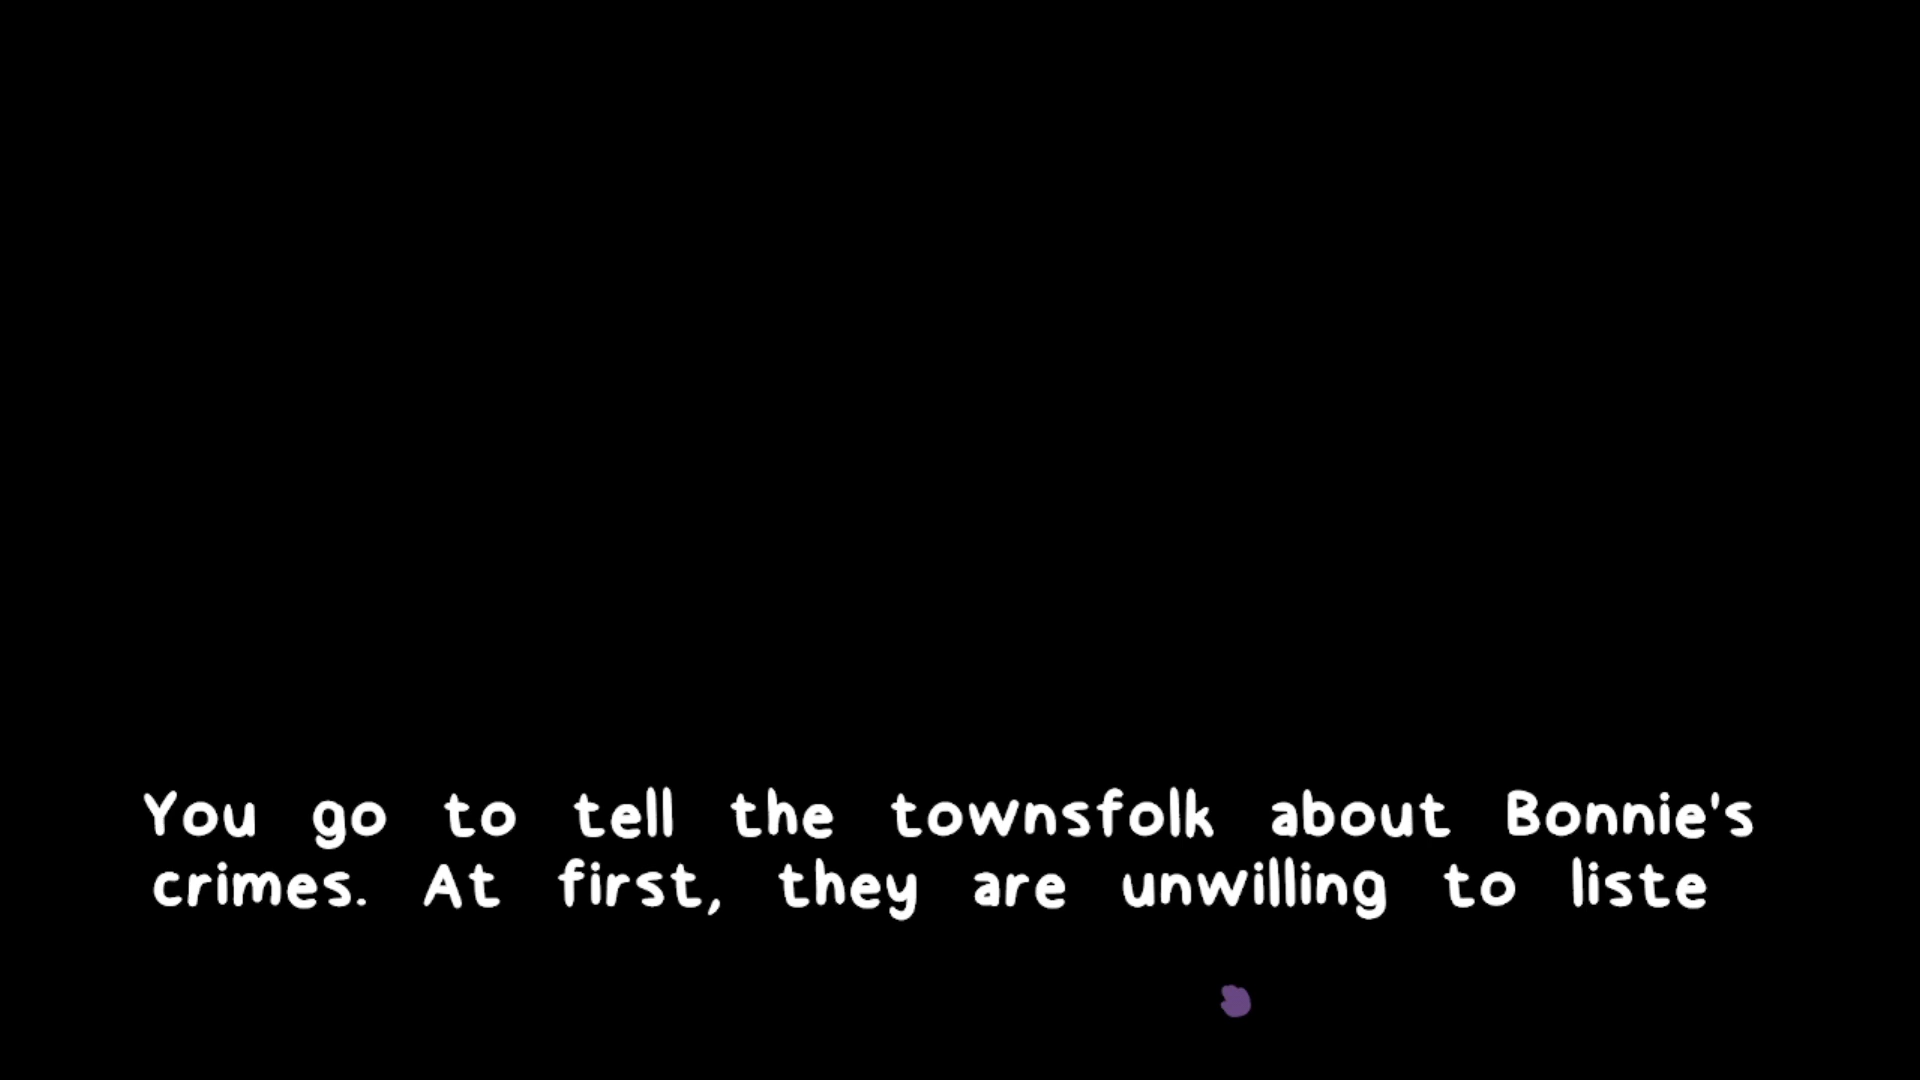 You go to tell the townsfolk about Bonnie's
crimes. At first, they are unwilling to liste